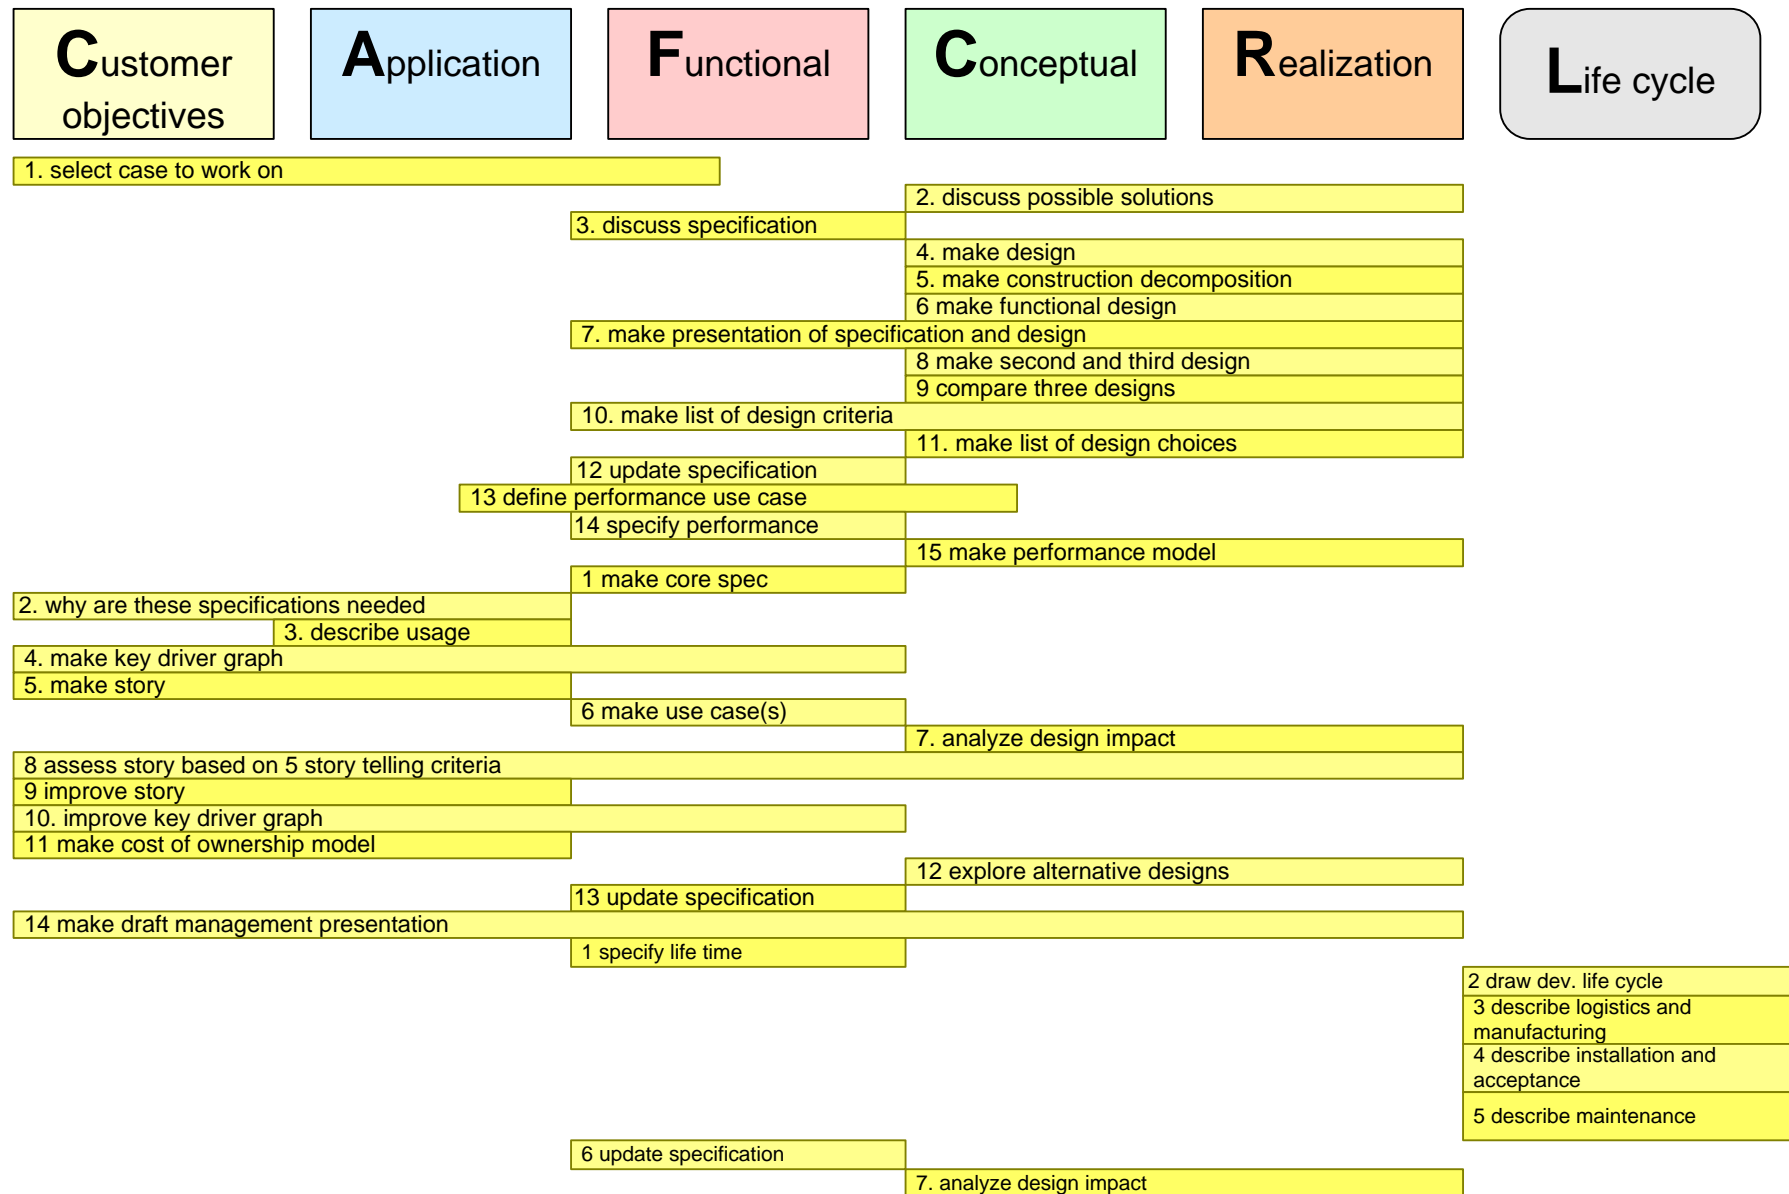 Customer
objectives
Application
Functional
Conceptual
Realization
Life cycle
1. select case to work on
2. discuss possible solutions
3. discuss specification
4. make design
5. make construction decomposition
6 make functional design
7. make presentation of specification and design
8 make second and third design
9 compare three designs
10. make list of design criteria
11. make list of design choices
12 update specification
13 define performance use case
14 specify performance
15 make performance model
1 make core spec
2. why are these specifications needed
3. describe usage
4. make key driver graph
5. make story
6 make use case(s)
7. analyze design impact
8 assess story based on 5 story telling criteria
9 improve story
10. improve key driver graph
11 make cost of ownership model
12 explore alternative designs
13 update specification
14 make draft management presentation
1 specify life time
2 draw dev. life cycle
3 describe logistics and
manufacturing
4 describe installation and
acceptance
5 describe maintenance
6 update specification
7. analyze design impact